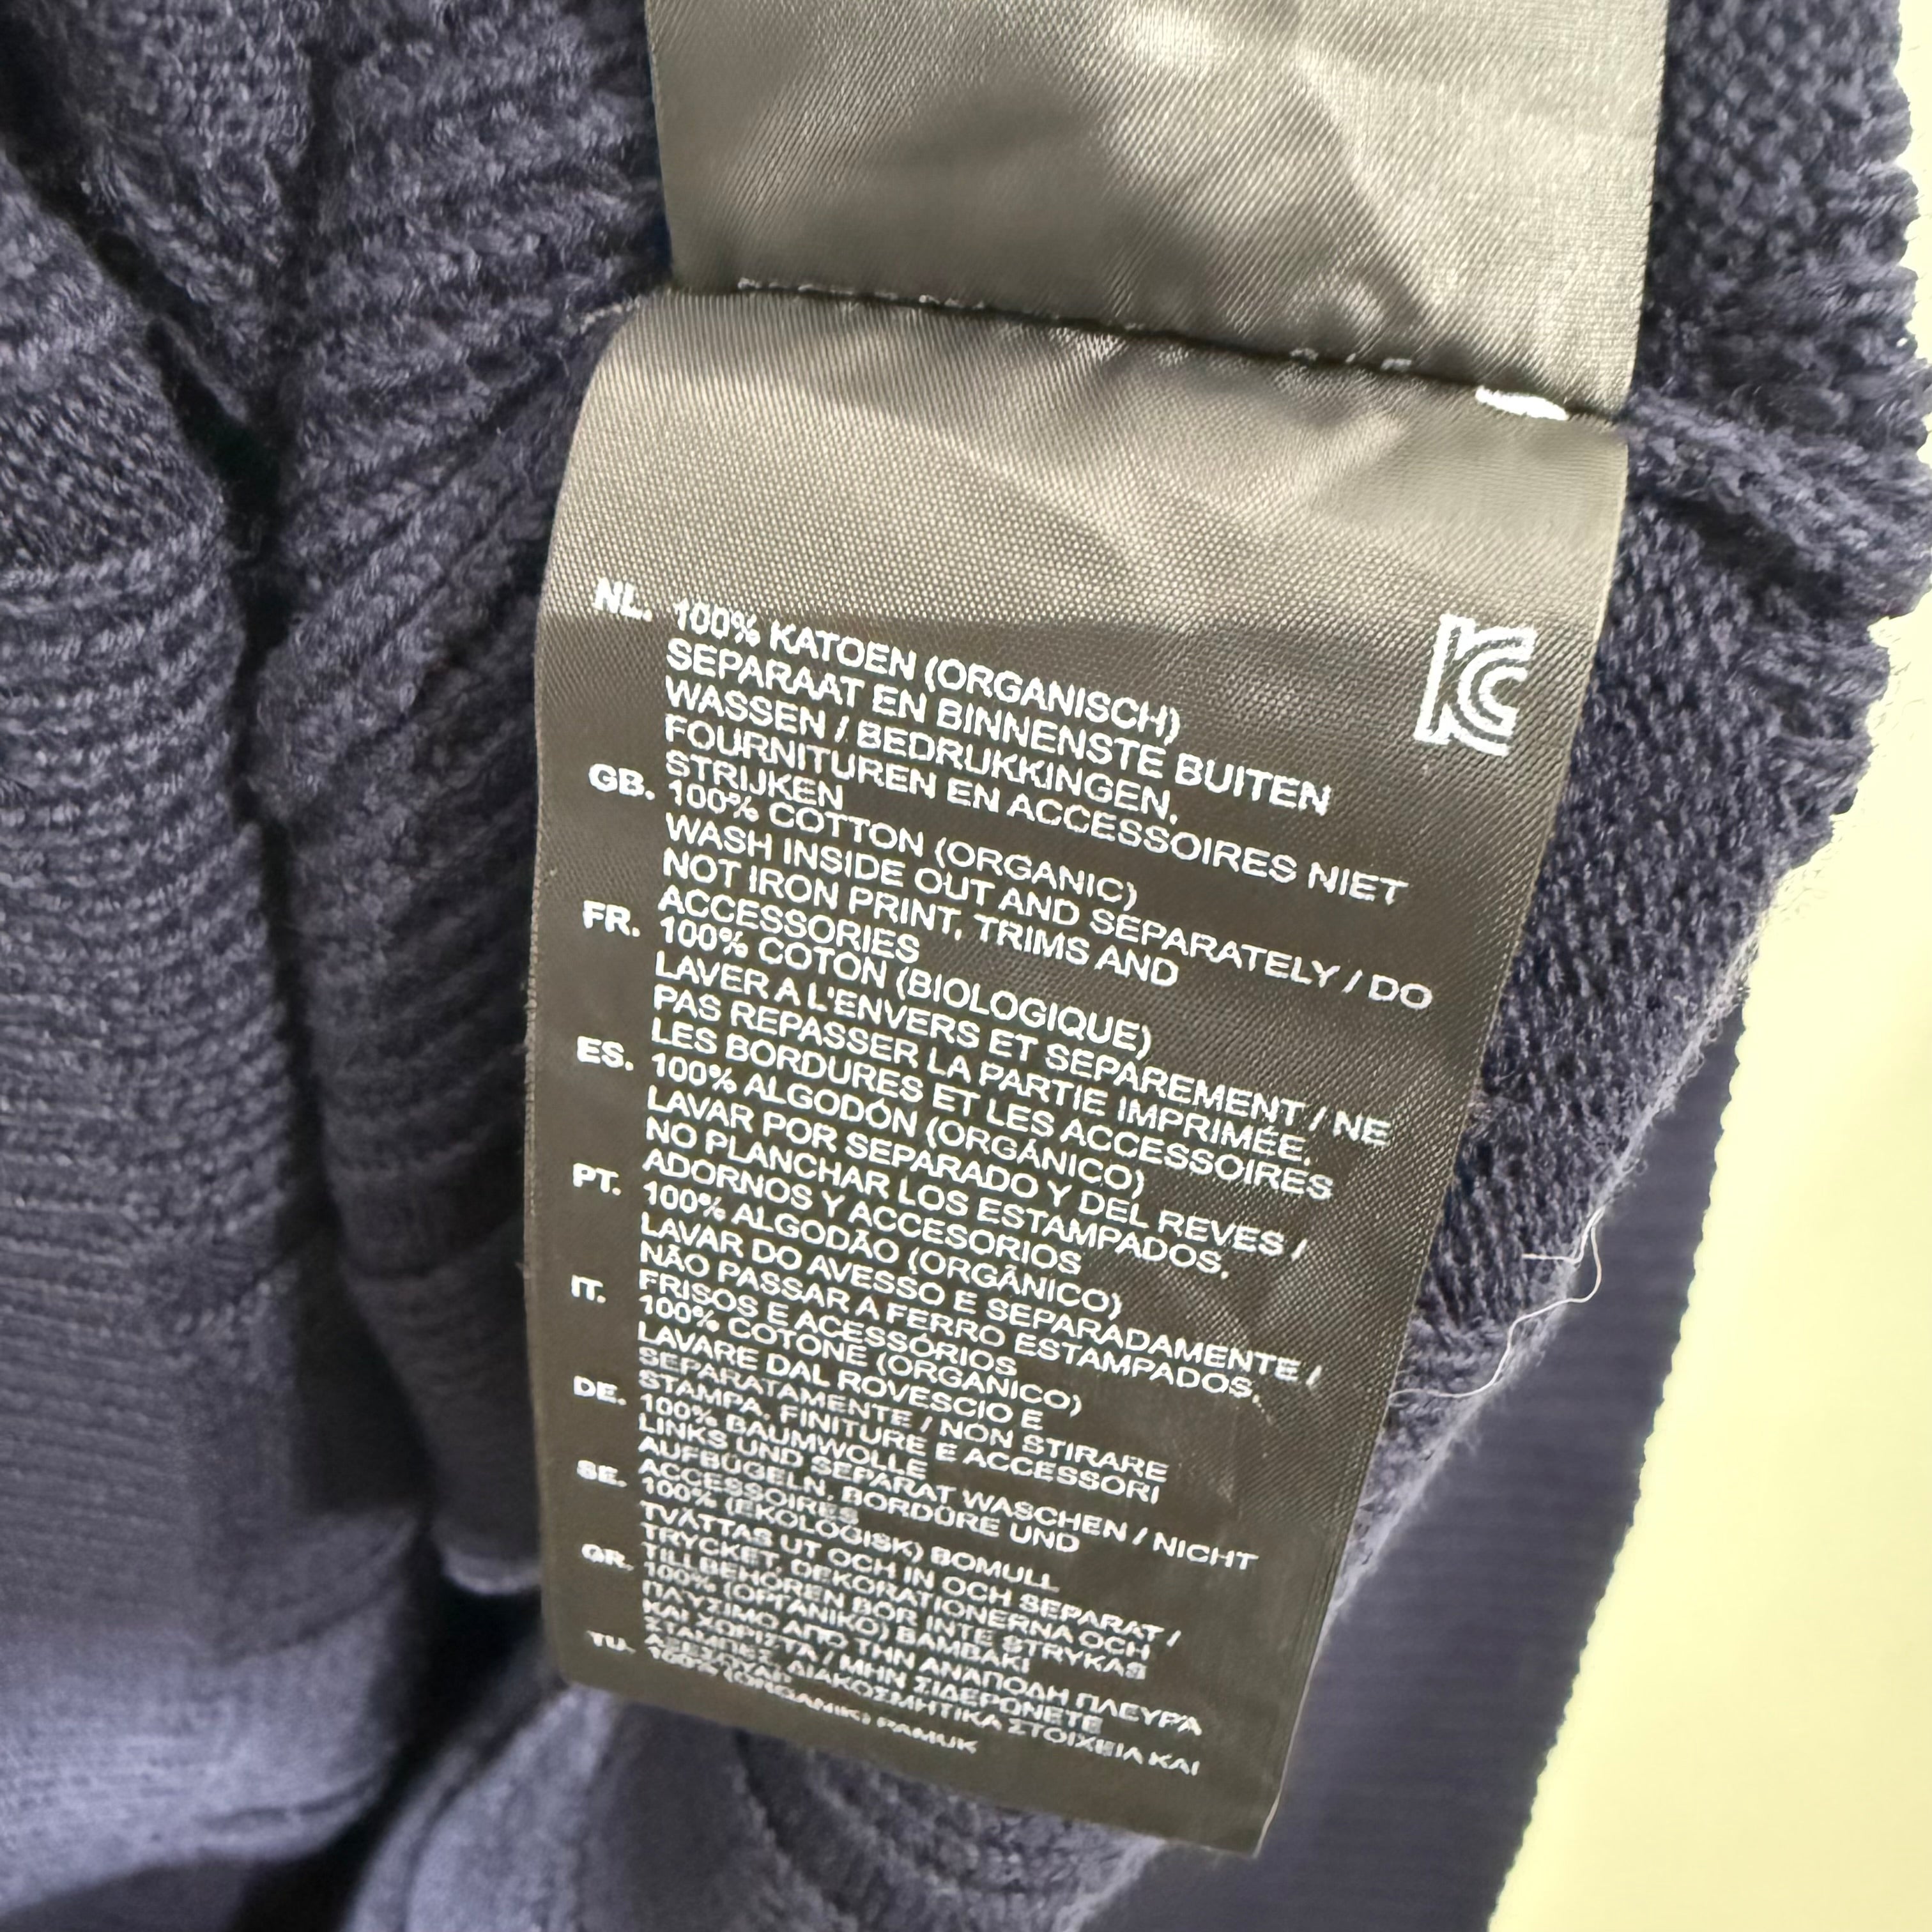 NL. 100% KATOEN (ORGANISCH)
SEPARAAT EN BINNENSTE BUITEN
WASSEN / BEDRUKKINGEN,
FOURNITUREN EN ACCESSOIRES NIET
STRIJKEN
GB. 100% COTTON (ORGANIC)
WASH INSIDE OUT AND SEPARATELY / DO
NOT IRON PRINT, TRIMS AND
ACCESSORIES
FR. 100% COTON (BIOLOGIQUE)
LAVER A L'ENVERS ET SEPAREMENT / NE
PAS REPASSER LA PARTIE IMPRIMÉE,
LES BORDURES ET LES ACCESSOIRES
ES. 100% ALGODÓN (ORGÁNICO)
LAVAR POR SEPARADO Y DEL REVES /
NO PLANCHAR LOS ESTAMPADOS,
ADORNOS Y ACCESORIOS
PT. 100% ALGODÃO (ORGÂNICO)
LAVAR DO AVESSO E SEPARADAMENTE /
NÃO PASSAR A FERRO ESTAMPADOS,
FRISOS E ACESSÓRIOS
IT. 100% COTONE (ORGANICO)
LAVARE DAL ROVESCIO E
SEPARATAMENTE / NON STIRARE
STAMPA, FINITURE E ACCESSORI
DE. 100% BAUMWOLLE
LINKS UND SEPARAT WASCHEN / NICHT
AUFBÜGELN, BORDÜRE UND
ACCESSOIRES
SE. 100% (EKOLOGISK) BOMULL
TVÄTTAS UT OCH IN OCH SEPARAT /
TRYCKET, DEKORATIONERNA OCH
TILLBEHÖREN BÖR INTE STRYKAS
GR. 100% (ΟΡΓΑΝΙΚΟ) ΒΑΜΒΑΚΙ
ΠΛΥΣΙΜΟ ΑΠΟ ΤΗΝ ΑΝΑΠΟΔΗ ΠΛΕΥΡΑ
ΚΑΙ ΧΩΡΙΣΤΑ / ΜΗΝ ΣΙΔΕΡΩΝΕΤΕ
ΣΤΑΜΠΕΣ, ΔΙΑΚΟΣΜΗΤΙΚΑ ΣΤΟΙΧΕΙΑ ΚΑΙ
ΑΞΕΣΟΥΑΡ
TU. 100% (ORGANIK) PAMUK